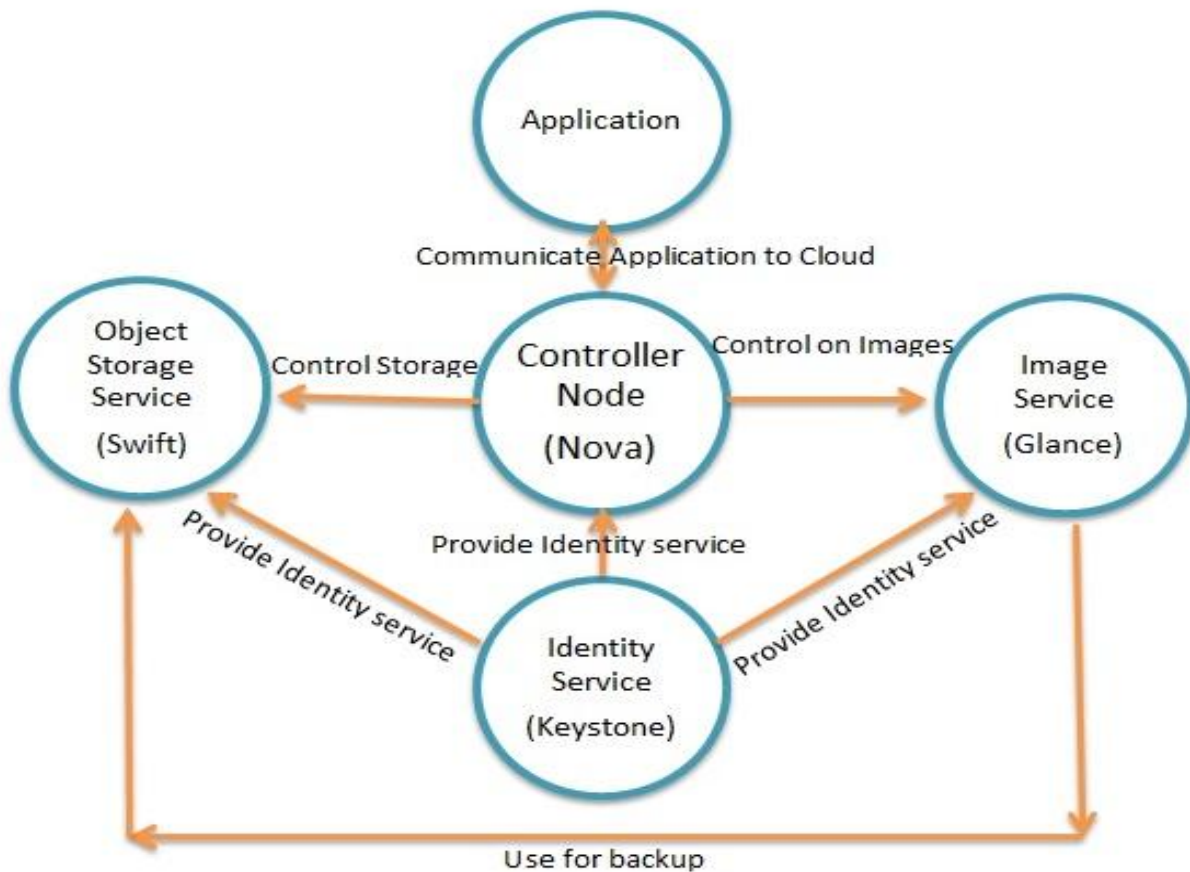 Application
Communicate Application to Cloud
Object
Storage
Service
(Swift)
Control Storage
Controller
Node
(Nova)
Control on Images
Image
Service
(Glance)
Provide Identity service
Provide Identity service
Provide Identity service
Identity
Service
(Keystone)
Use for backup